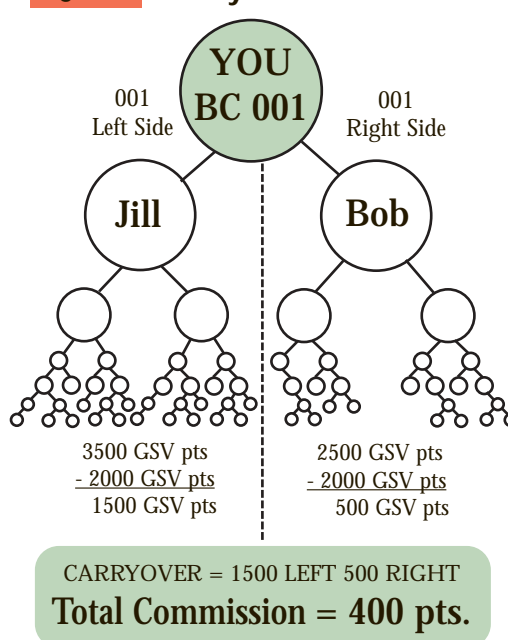 YOU
BC 001
001
Left Side
001
Right Side
Jill
Bob
3500 GSV pts
- 2000 GSV pts
1500 GSV pts
2500 GSV pts
- 2000 GSV pts
500 GSV pts
CARRYOVER = 1500 LEFT 500 RIGHT
Total Commission = 400 pts.